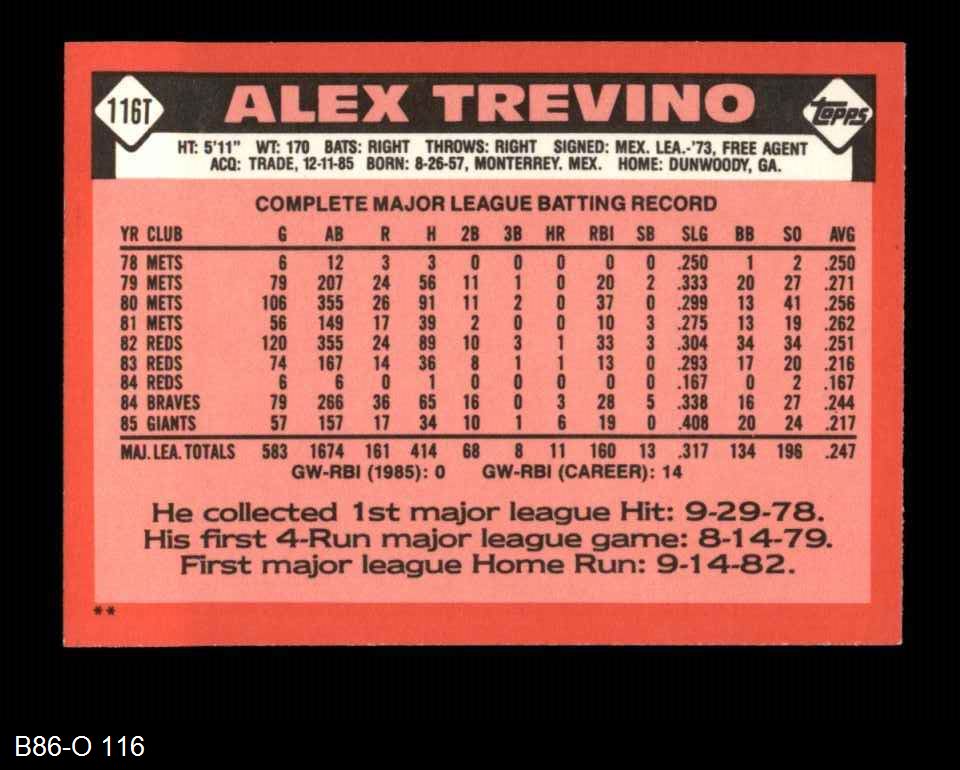 116T ALEX TREVINO Topps
HT: 5'11" WT: 170 BATS: RIGHT THROWS: RIGHT SIGNED: MEX. LEA.-'73, FREE AGENT
ACQ: TRADE, 12-11-85 BORN: 8-26-57, MONTERREY. MEX. HOME: DUNWOODY, GA.
COMPLETE MAJOR LEAGUE BATTING RECORD
YR CLUB G AB R H 2B 3B HR RBI SB SLG BB SO AVG
78 METS 6 12 3 3 0 0 0 0 0 .250 1 2 .250
79 METS 79 207 24 56 11 1 0 20 2 .333 20 27 .271
80 METS 106 355 26 91 11 2 0 37 0 .299 13 41 .256
81 METS 56 149 17 39 2 0 0 10 3 .275 13 19 .262
82 REDS 120 355 24 89 10 3 1 33 3 .304 34 34 .251
83 REDS 74 167 14 36 8 1 1 13 0 .293 17 20 .216
84 REDS 6 6 0 1 0 0 0 0 0 .167 0 2 .167
84 BRAVES 79 266 36 65 16 0 3 28 5 .338 16 27 .244
85 GIANTS 57 157 17 34 10 1 6 19 0 .408 20 24 .217
MAJ. LEA. TOTALS 583 1674 161 414 68 8 11 160 13 .317 134 196 .247
GW-RBI (1985): 0 GW-RBI (CAREER): 14
He collected 1st major league Hit: 9-29-78.
His first 4-Run major league game: 8-14-79.
First major league Home Run: 9-14-82.
**
B86-O 116